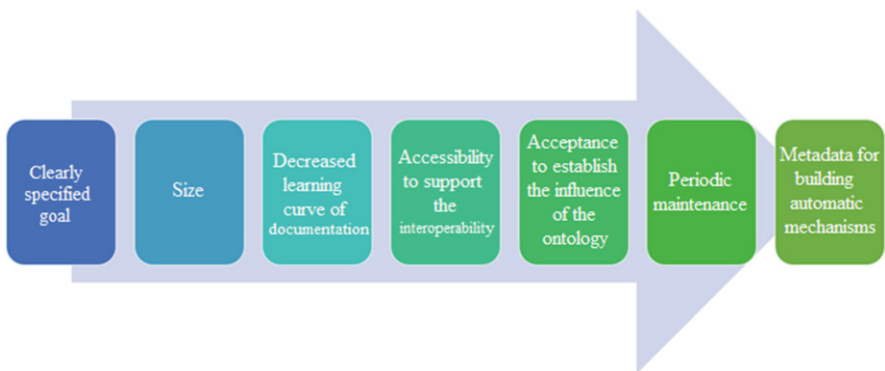 Clearly
specified
goal
Size
Decreased
learning
curve of
documentation
Accessibility
to support
the
interoperability
Acceptance
to establish
the influence
of the
ontology
Periodic
maintenance
Metadata for
building
automatic
mechanisms